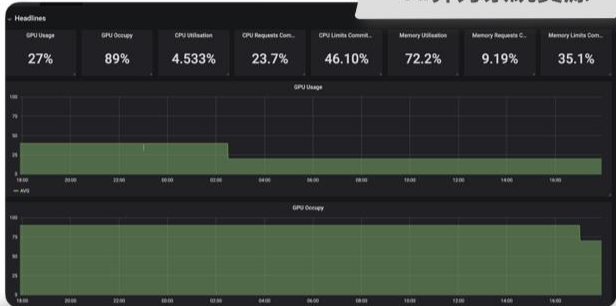 Headlines
GPU Usage
27%
GPU Occupy
89%
CPU Utilisation
4.533%
CPU Requests Com...
23.7%
CPU Limits Commit...
46.10%
Memory Utilisation
72.2%
Memory Requests C...
9.19%
Memory Limits Com...
35.1%
GPU Usage
100
75
50
25
0
18:00 20:00 22:00 00:00 02:00 04:00 06:00 08:00 10:00 12:00 14:00 16:00
AVG
GPU Occupy
100
75
50
25
0
18:00 20:00 22:00 00:00 02:00 04:00 06:00 08:00 10:00 12:00 14:00 16:00